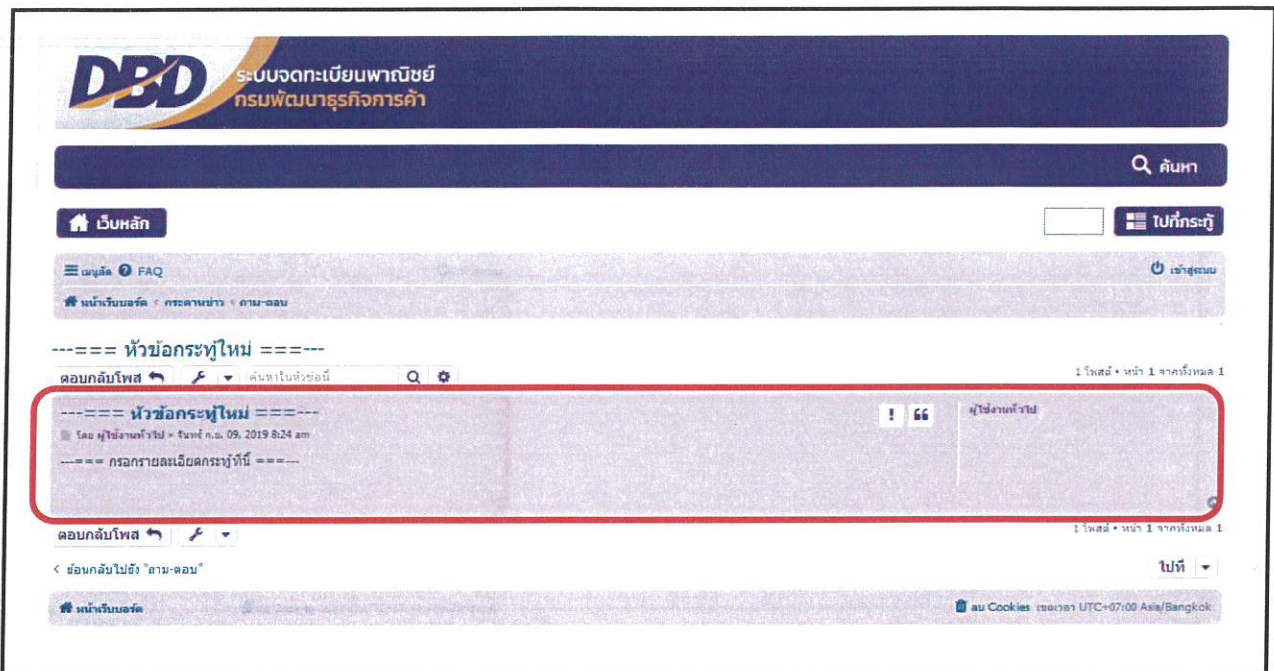 DBD
ระบบจดทะเบียนพาณิชย์
กรมพัฒนาธุรกิจการค้า
ค้นหา
เว็บหลัก
ไปที่กระทู้
เมนูลัด FAQ
เข้าสู่ระบบ
หน้าเว็บบอร์ด ‹ กระดานข่าว ‹ ถาม-ตอบ
---=== หัวข้อกระทู้ใหม่ ===---
ตอบกลับโพส ค้นหาในหัวข้อนี้
1 โพสต์ • หน้า 1 จากทั้งหมด 1
---=== หัวข้อกระทู้ใหม่ ===---
โดย ผู้ใช้งานทั่วไป » จันทร์ ก.ย. 09, 2019 8:24 am
---=== กรอกรายละเอียดกระทู้ที่นี่ ===---
ผู้ใช้งานทั่วไป
ตอบกลับโพส
1 โพสต์ • หน้า 1 จากทั้งหมด 1
ย้อนกลับไปยัง "ถาม-ตอบ"
ไปที่
หน้าเว็บบอร์ด
ลบ Cookies เขตเวลา UTC+07:00 Asia/Bangkok